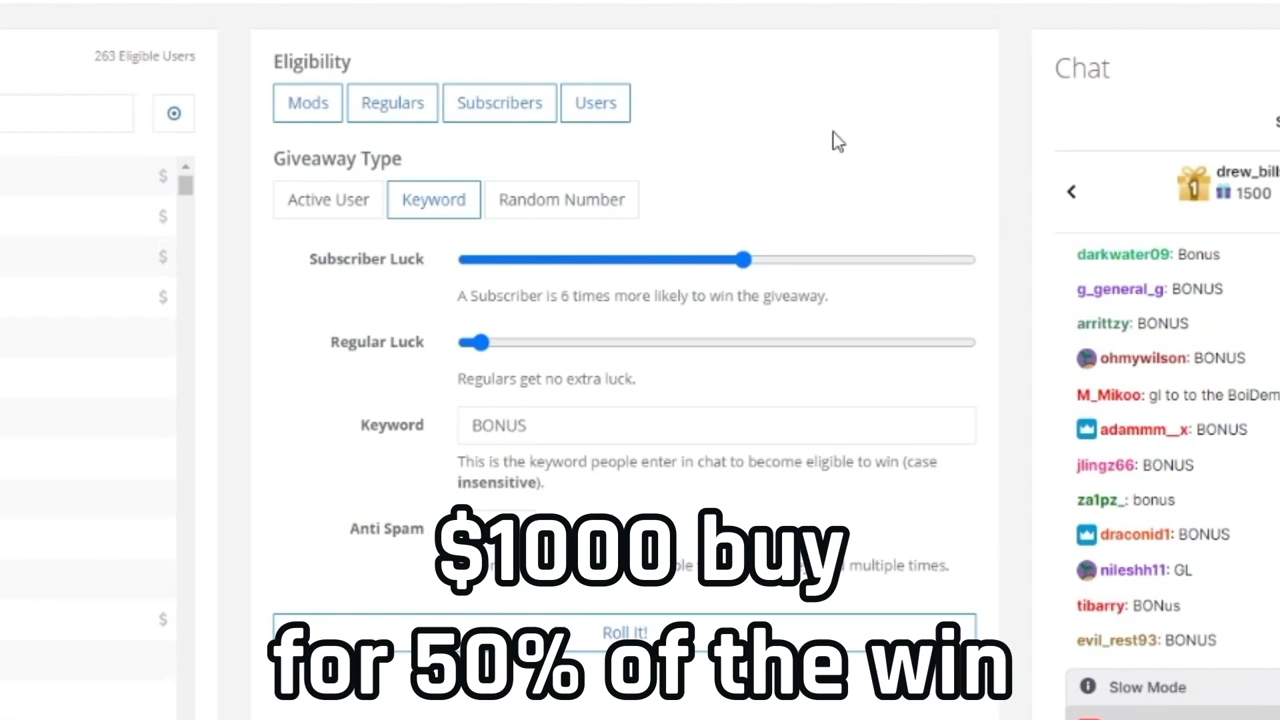 263 Eligible Users
Eligibility
Mods
Regulars
Subscribers
Users
Giveaway Type
Active User
Keyword
Random Number
Subscriber Luck
A Subscriber is 6 times more likely to win the giveaway.
Regular Luck
Regulars get no extra luck.
Keyword
BONUS
This is the keyword people enter in chat to become eligible to win (case
insensitive).
Anti Spam
multiple times.
Roll It!
$1000 buy
for 50% of the win
Chat
drew_bill
1500
darkwater09: Bonus
g_general_g: BONUS
arrittzy: BONUS
ohmywilson: BONUS
M_Mikoo: gl to to the BoiDem
adammm__x: BONUS
jlingz66: BONUS
za1pz_: bonus
draconid1: BONUS
nileshh11: GL
tibarry: BONus
evil_rest93: BONUS
Slow Mode